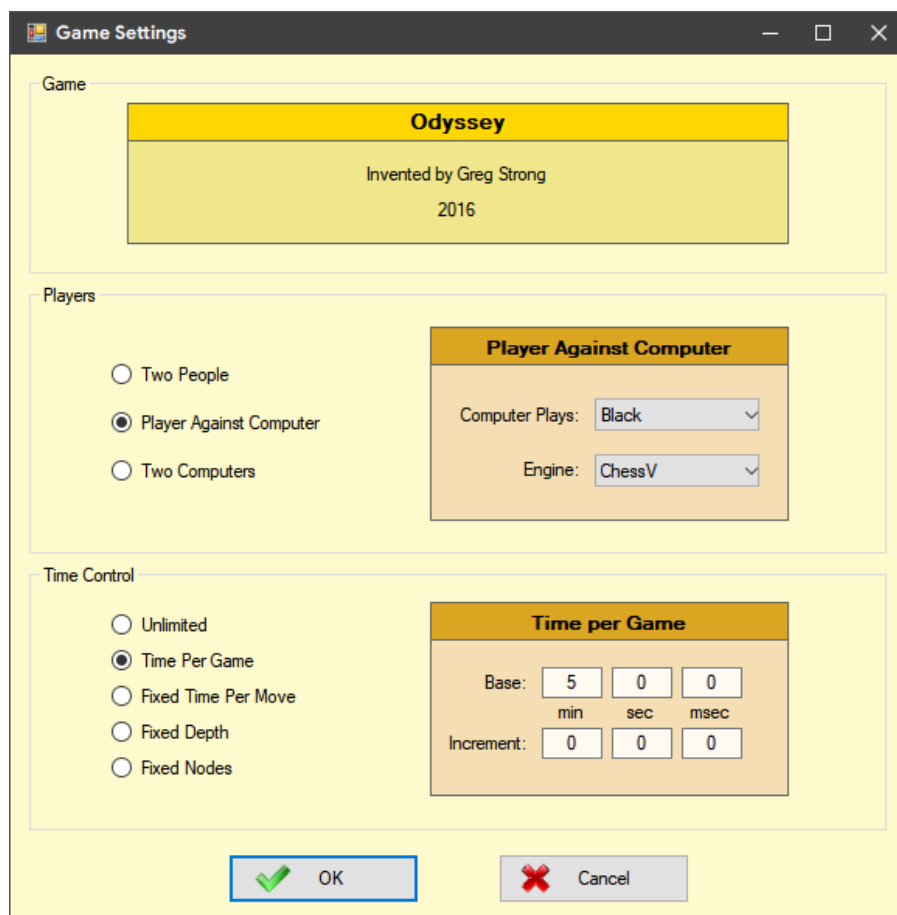 Game Settings
Game
Odyssey
Invented by Greg Strong
2016
Players
Two People
Player Against Computer
Two Computers
Player Against Computer
Computer Plays: Black
Engine: ChessV
Time Control
Unlimited
Time Per Game
Fixed Time Per Move
Fixed Depth
Fixed Nodes
Time per Game
Base: 5 0 0
min sec msec
Increment: 0 0 0
OK Cancel